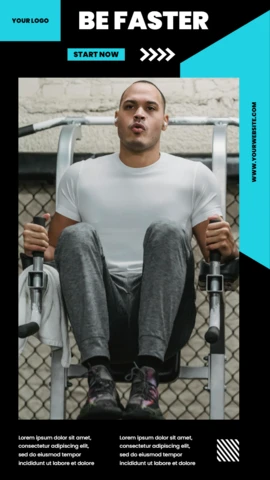 YOUR LOGO
BE FASTER
START NOW
WWW.YOURWEBSITE.COM
Lorem ipsum dolor sit amet,
consectetur adipiscing elit,
sed do eiusmod tempor
incididunt ut labore et dolore
Lorem ipsum dolor sit amet,
consectetur adipiscing elit,
sed do eiusmod tempor
incididunt ut labore et dolore